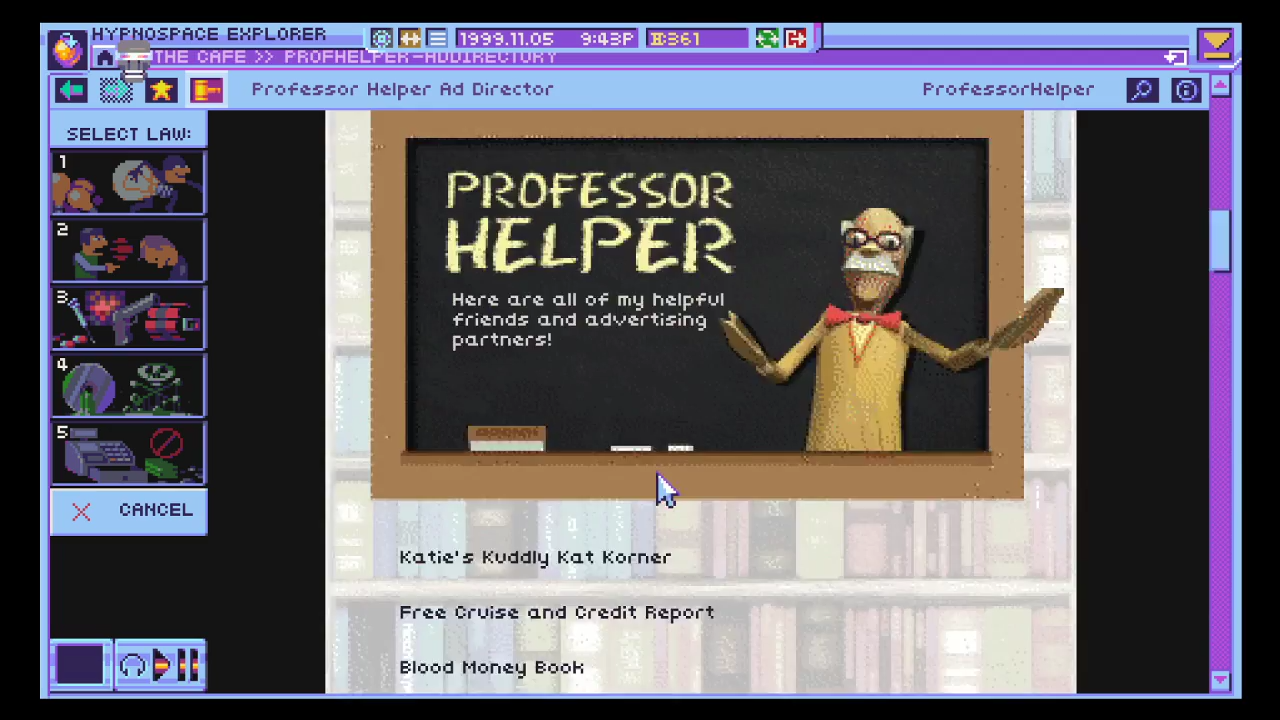 HYPNOSPACE EXPLORER
1999.11.05 9:43P
361
THE CAFE >> PROFHELPER-ADDIRECTORY
Professor Helper Ad Director
ProfessorHelper
SELECT LAW:
1
2
3
4
5
CANCEL
PROFESSOR
HELPER
Here are all of my helpful
friends and advertising
partners!
Katie's Kuddly Kat Korner
Free Cruise and Credit Report
Blood Money Book